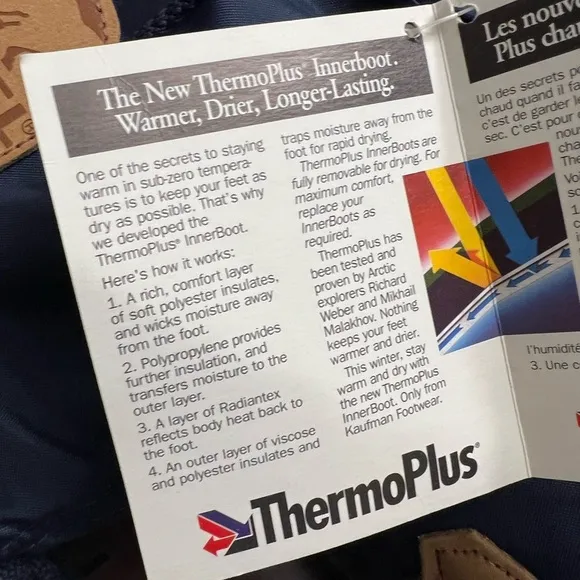 The New ThermoPlus® Innerboot.
Warmer, Drier, Longer-Lasting.
One of the secrets to staying
warm in sub-zero tempera-
tures is to keep your feet as
dry as possible. That's why
we developed the
ThermoPlus® InnerBoot.
Here's how it works:
1. A rich, comfort layer
of soft polyester insulates,
and wicks moisture away
from the foot.
2. Polypropylene provides
further insulation, and
transfers moisture to the
outer layer.
3. A layer of Radiantex
reflects body heat back to
the foot.
4. An outer layer of viscose
and polyester insulates and
traps moisture away from the
foot for rapid drying.
ThermoPlus InnerBoots are
fully removable for drying. For
maximum comfort,
replace your
InnerBoots as
required.
ThermoPlus has
been tested and
proven by Arctic
explorers Richard
Weber and Mikhail
Malakhov. Nothing
keeps your feet
warmer and drier.
This winter, stay
warm and dry with
the new ThermoPlus
InnerBoot. Only from
Kaufman Footwear.
ThermoPlus®
Les nouv
Plus chau
Un des secrets p
chaud quand il fa
c'est de garder
sec. C'est pour
nou
cha
The
Vo
so
1.
l'humidité
3. Une c